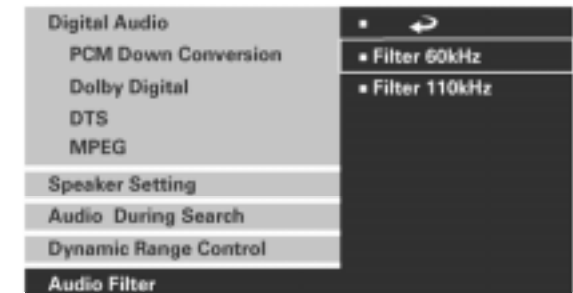 Digital Audio
PCM Down Conversion
Dolby Digital
DTS
MPEG
Speaker Setting
Audio During Search
Dynamic Range Control
Audio Filter
Filter 60kHz
Filter 110kHz